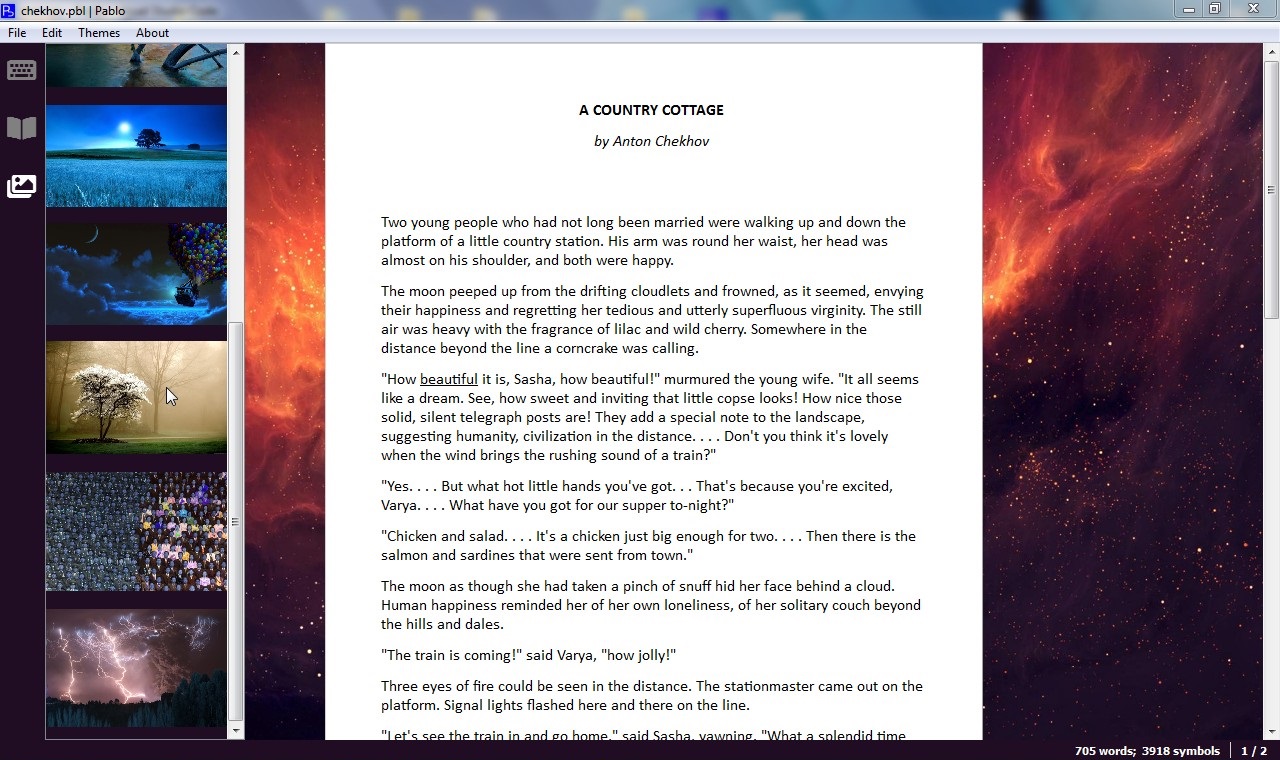 chekhov.pbl | Pablo
File Edit Themes About
A COUNTRY COTTAGE
by Anton Chekhov
Two young people who had not long been married were walking up and down the
platform of a little country station. His arm was round her waist, her head was
almost on his shoulder, and both were happy.
The moon peeped up from the drifting cloudlets and frowned, as it seemed, envying
their happiness and regretting her tedious and utterly superfluous virginity. The still
air was heavy with the fragrance of lilac and wild cherry. Somewhere in the
distance beyond the line a corncrake was calling.
"How beautiful it is, Sasha, how beautiful!" murmured the young wife. "It all seems
like a dream. See, how sweet and inviting that little copse looks! How nice those
solid, silent telegraph posts are! They add a special note to the landscape,
suggesting humanity, civilization in the distance. . . . Don't you think it's lovely
when the wind brings the rushing sound of a train?"
"Yes. . . . But what hot little hands you've got. . . That's because you're excited,
Varya. . . . What have you got for our supper to-night?"
"Chicken and salad. . . . It's a chicken just big enough for two. . . . Then there is the
salmon and sardines that were sent from town."
The moon as though she had taken a pinch of snuff hid her face behind a cloud.
Human happiness reminded her of her own loneliness, of her solitary couch beyond
the hills and dales.
"The train is coming!" said Varya, "how jolly!"
Three eyes of fire could be seen in the distance. The stationmaster came out on the
platform. Signal lights flashed here and there on the line.
"Let's see the train in and go home," said Sasha, yawning. "What a splendid time
705 words; 3918 symbols 1 / 2